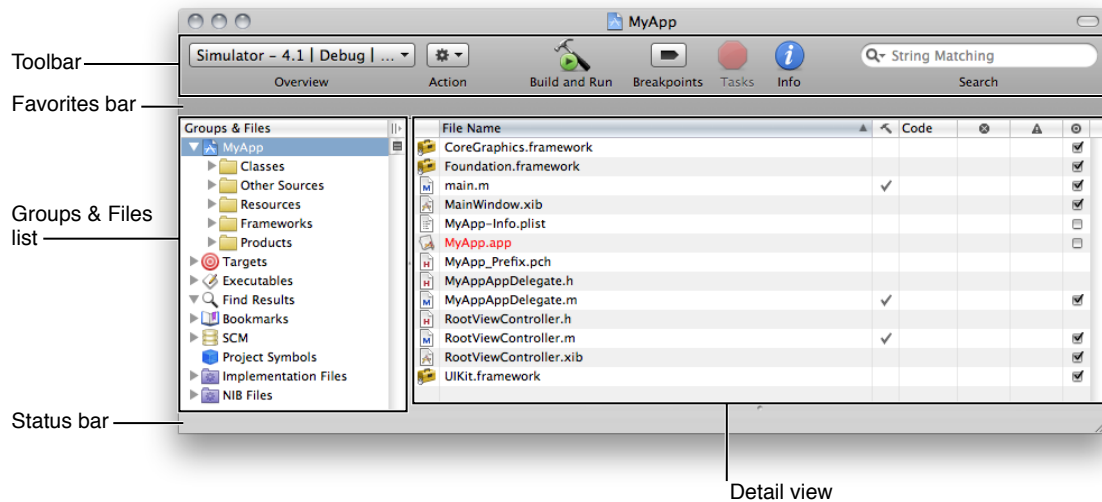 MyApp
Toolbar
Simulator - 4.1 | Debug | ...
String Matching
Overview
Action
Build and Run
Breakpoints
Tasks
Info
Search
Favorites bar
Groups & Files
File Name
Code
MyApp
Classes
Other Sources
Resources
Frameworks
Products
Targets
Executables
Find Results
Bookmarks
SCM
Project Symbols
Implementation Files
NIB Files
CoreGraphics.framework
Foundation.framework
main.m
MainWindow.xib
MyApp-Info.plist
MyApp.app
MyApp_Prefix.pch
MyAppAppDelegate.h
MyAppAppDelegate.m
RootViewController.h
RootViewController.m
RootViewController.xib
UIKit.framework
Groups & Files
list
Status bar
Detail view